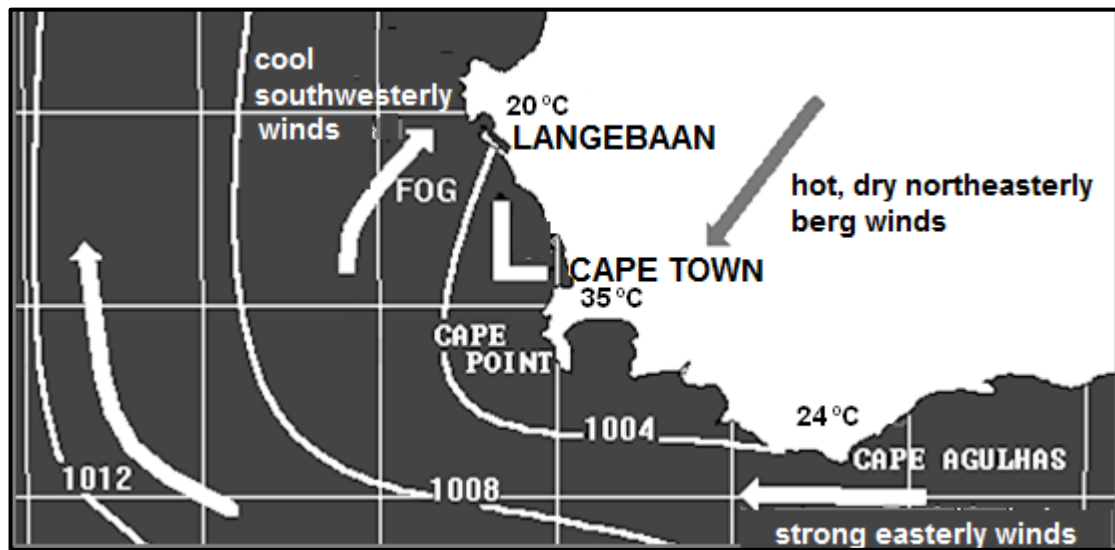 cool
southwesterly
winds
20 °C
LANGEBAAN
FOG
hot, dry northeasterly
berg winds
L
CAPE TOWN
35 °C
CAPE
POINT
24 °C
1004
CAPE AGULHAS
1012
1008
strong easterly winds